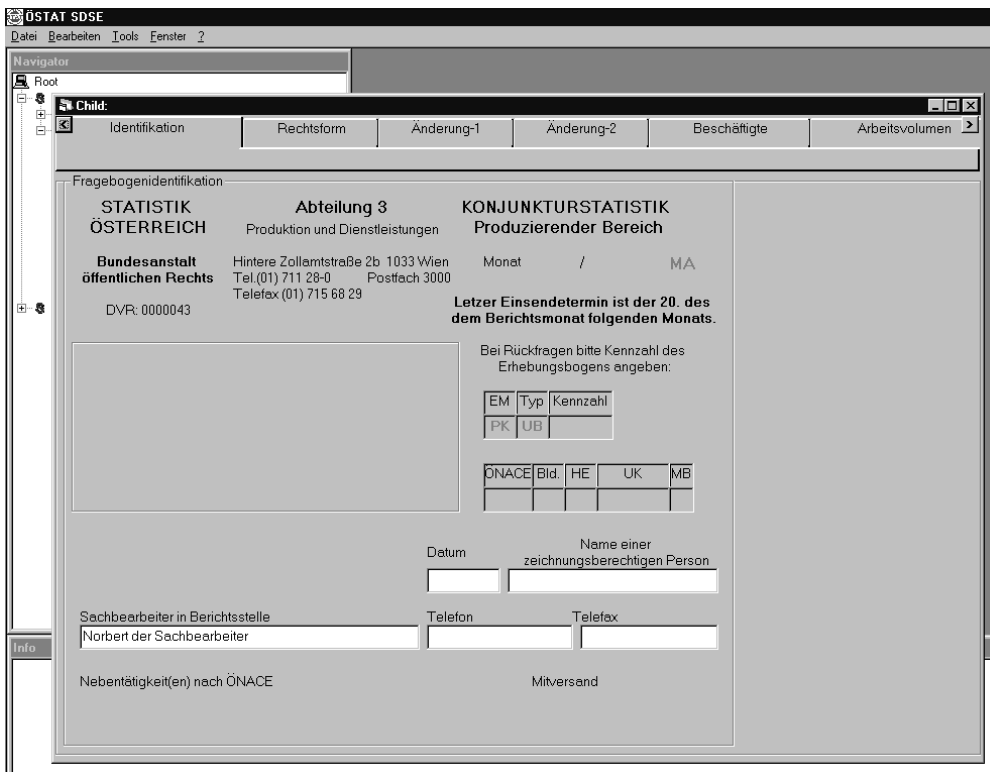 ÖSTAT SDSE
Datei Bearbeiten Tools Fenster ?
Navigator
Root
Child:
Identifikation Rechtsform Änderung-1 Änderung-2 Beschäftigte Arbeitsvolumen
Fragebogenidentifikation
STATISTIK
ÖSTERREICH
Bundesanstalt
öffentlichen Rechts
DVR: 0000043
Abteilung 3
Produktion und Dienstleistungen
Hintere Zollamtstraße 2b 1033 Wien
Tel.(01) 711 28-0 Postfach 3000
Telefax (01) 715 68 29
KONJUNKTURSTATISTIK
Produzierender Bereich
Monat / MA
Letzer Einsendetermin ist der 20. des
dem Berichtsmonat folgenden Monats.
Bei Rückfragen bitte Kennzahl des
Erhebungsbogens angeben:
EM Typ Kennzahl
PK UB
ÖNACE Bld. HE UK MB
Datum
Name einer
zeichnungsberechtigen Person
Sachbearbeiter in Berichtsstelle Telefon Telefax
Norbert der Sachbearbeiter
Info
Nebentätigkeit(en) nach ÖNACE Mitversand